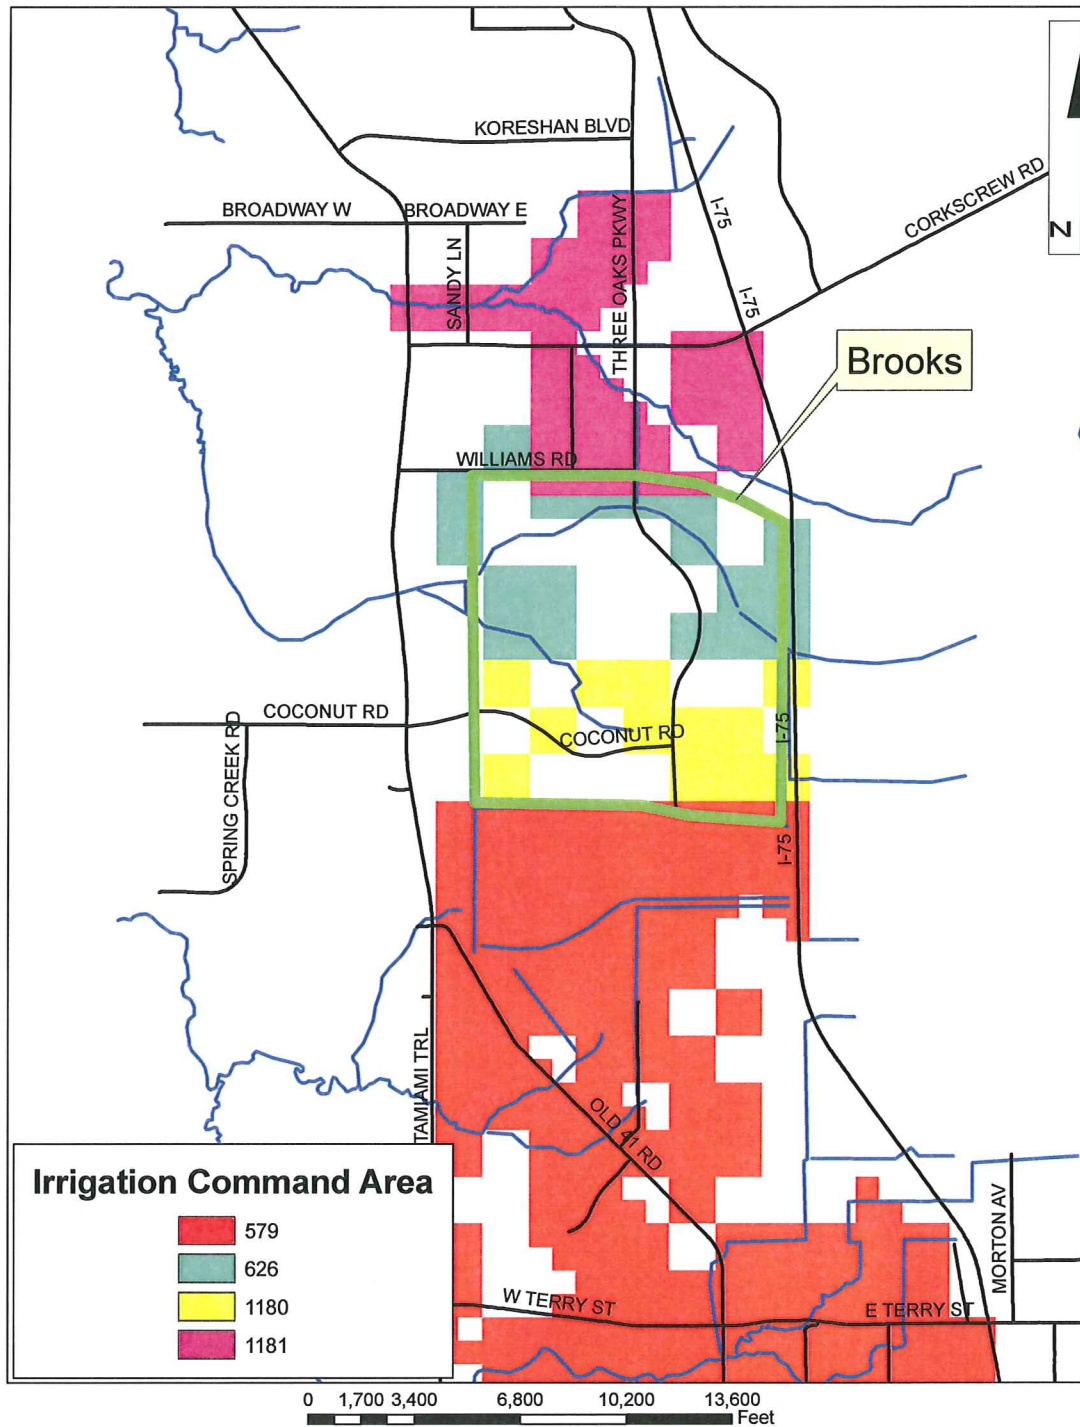 KORESHAN BLVD
BROADWAY W
BROADWAY E
SANDY LN
THREE OAKS PKWY
I-75
CORKSCREW RD
N
I-75
Brooks
WILLIAMS RD
COCONUT RD
COCONUT RD
I-75
SPRING CREEK RD
I-75
TAMIAMI TRL
OLD 41 RD
MORTON AV
W TERRY ST
E TERRY ST
Irrigation Command Area
579
626
1180
1181
0 1,700 3,400 6,800 10,200 13,600
Feet